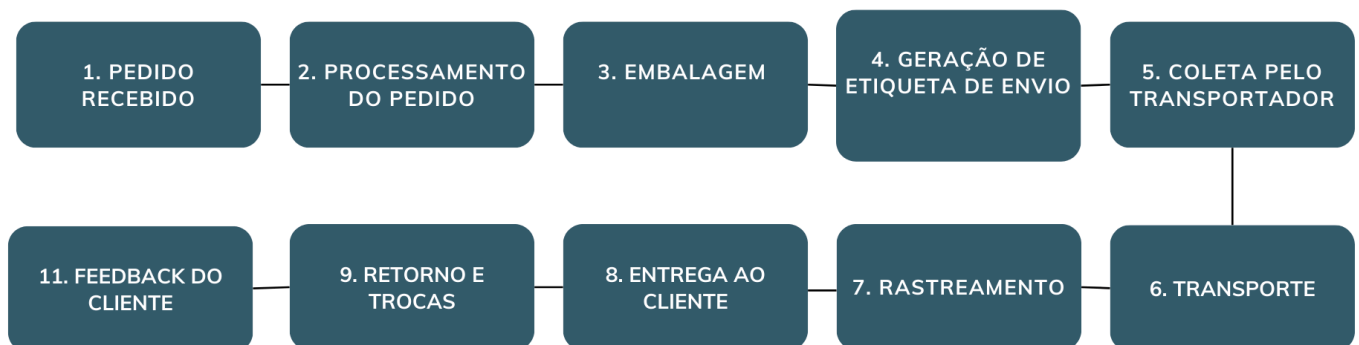 1. PEDIDO
RECEBIDO
2. PROCESSAMENTO
DO PEDIDO
3. EMBALAGEM
4. GERAÇÃO DE
ETIQUETA DE ENVIO
5. COLETA PELO
TRANSPORTADOR
6. TRANSPORTE
7. RASTREAMENTO
8. ENTREGA AO
CLIENTE
9. RETORNO E
TROCAS
11. FEEDBACK DO
CLIENTE